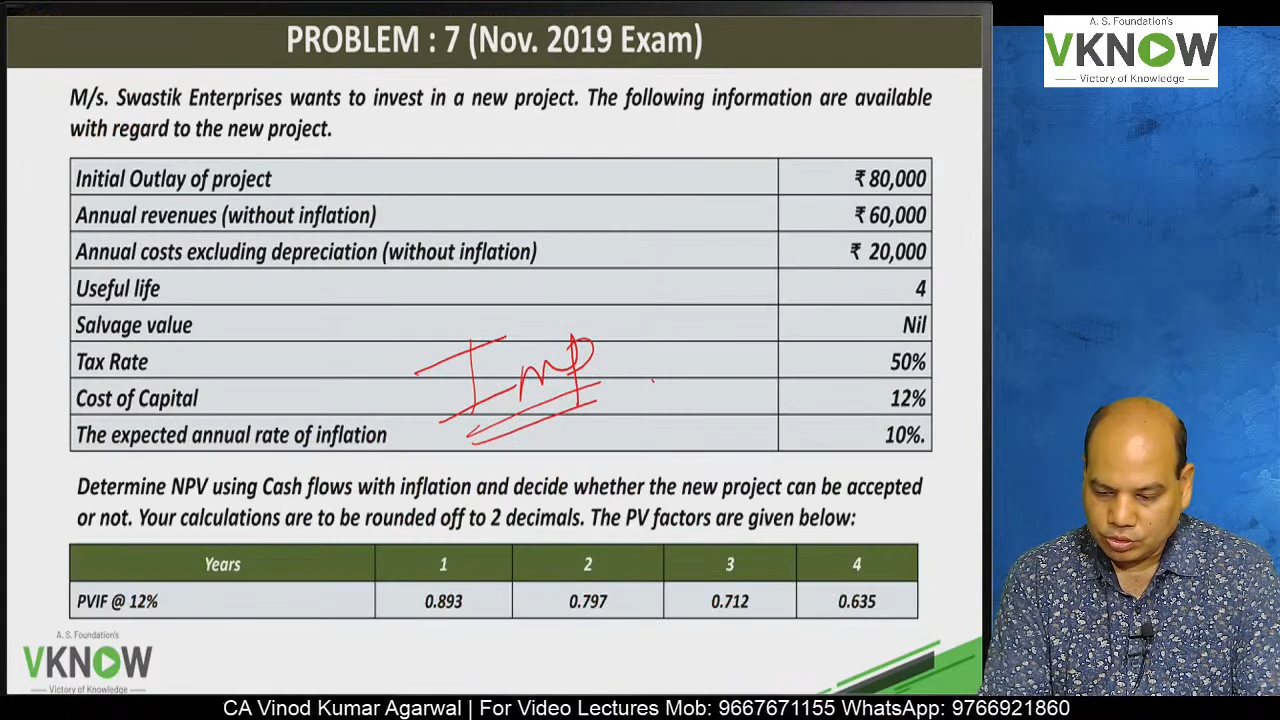 PROBLEM : 7 (Nov. 2019 Exam)
A. S. Foundation's
VKNOW
Victory of Knowledge
M/s. Swastik Enterprises wants to invest in a new project. The following information are available
with regard to the new project.
Initial Outlay of project ₹ 80,000
Annual revenues (without inflation) ₹ 60,000
Annual costs excluding depreciation (without inflation) ₹ 20,000
Useful life 4
Salvage value Nil
Tax Rate 50%
Imp
Cost of Capital 12%
The expected annual rate of inflation 10%.
Determine NPV using Cash flows with inflation and decide whether the new project can be accepted
or not. Your calculations are to be rounded off to 2 decimals. The PV factors are given below:
Years 1 2 3 4
PVIF @ 12% 0.893 0.797 0.712 0.635
A. S. Foundation's
VKNOW
Victory of Knowledge
CA Vinod Kumar Agarwal | For Video Lectures Mob: 9667671155 WhatsApp: 9766921860